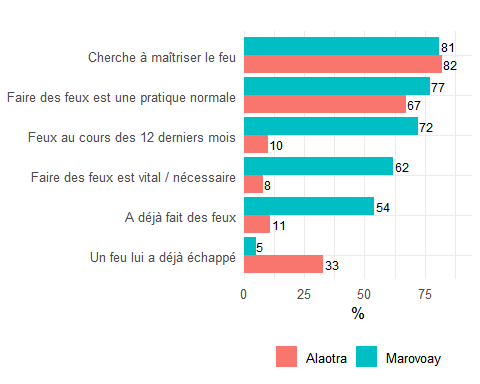 Cherche à maîtriser le feu
81
82
Faire des feux est une pratique normale
77
67
Feux au cours des 12 derniers mois
72
10
Faire des feux est vital / nécessaire
62
8
A déjà fait des feux
54
11
Un feu lui a déjà échappé
5
33
0 25 50 75
%
Alaotra Marovoay